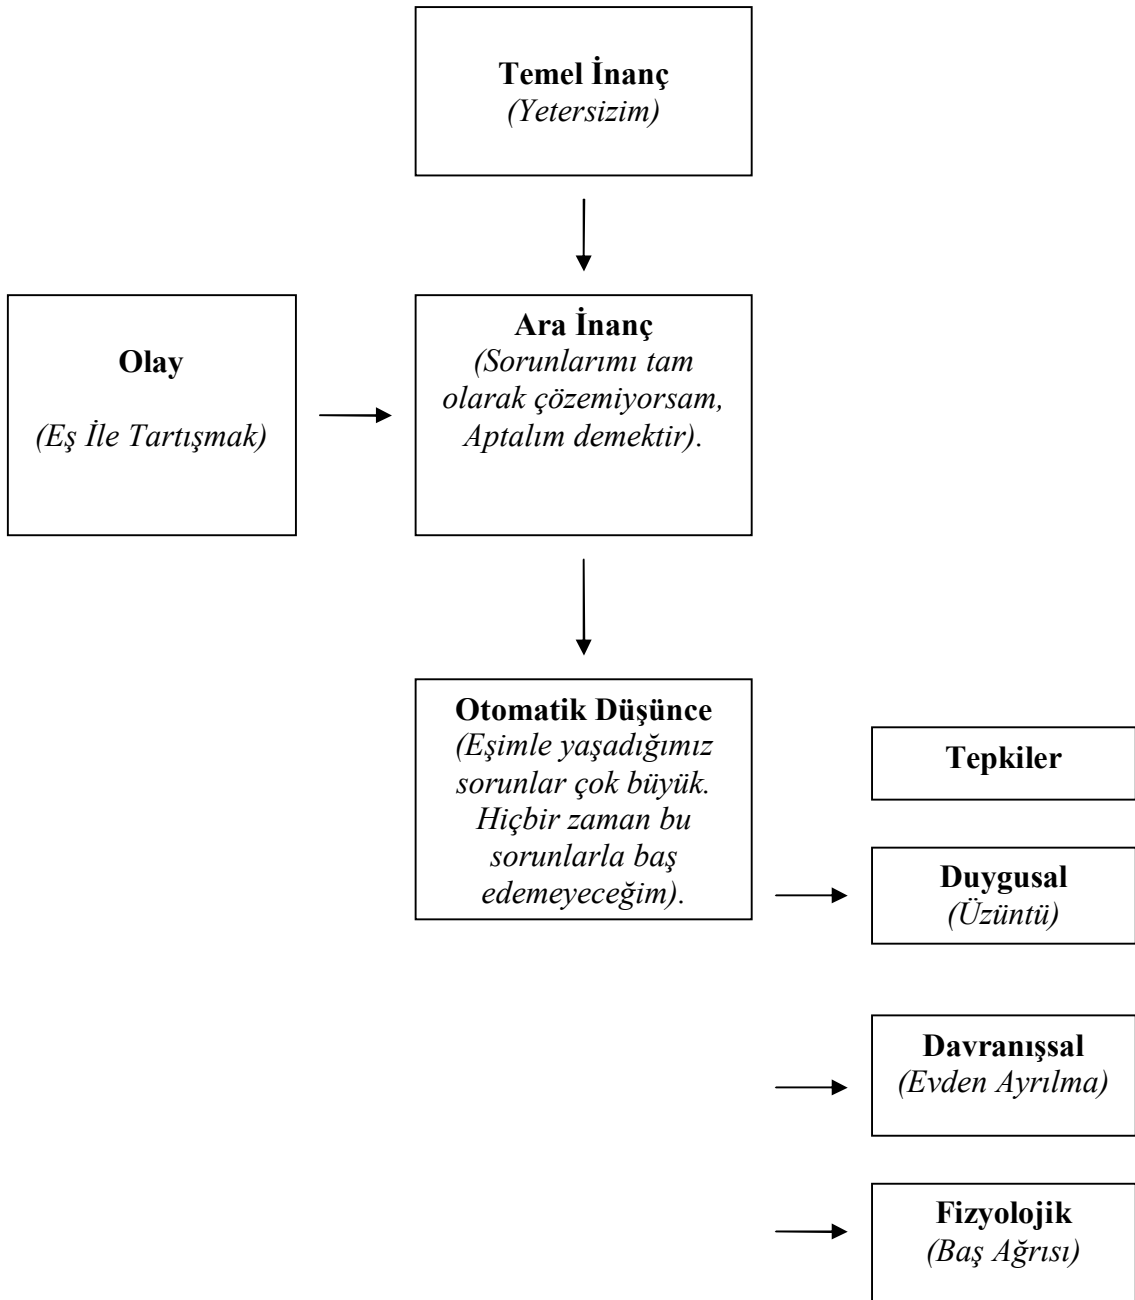 Temel İnanç
(Yetersizim)
Olay
(Eş İle Tartışmak)
Ara İnanç
(Sorunlarımı tam
olarak çözemiyorsam,
Aptalım demektir).
Otomatik Düşünce
(Eşimle yaşadığımız
sorunlar çok büyük.
Hiçbir zaman bu
sorunlarla baş
edemeyeceğim).
Tepkiler
Duygusal
(Üzüntü)
Davranışsal
(Evden Ayrılma)
Fizyolojik
(Baş Ağrısı)